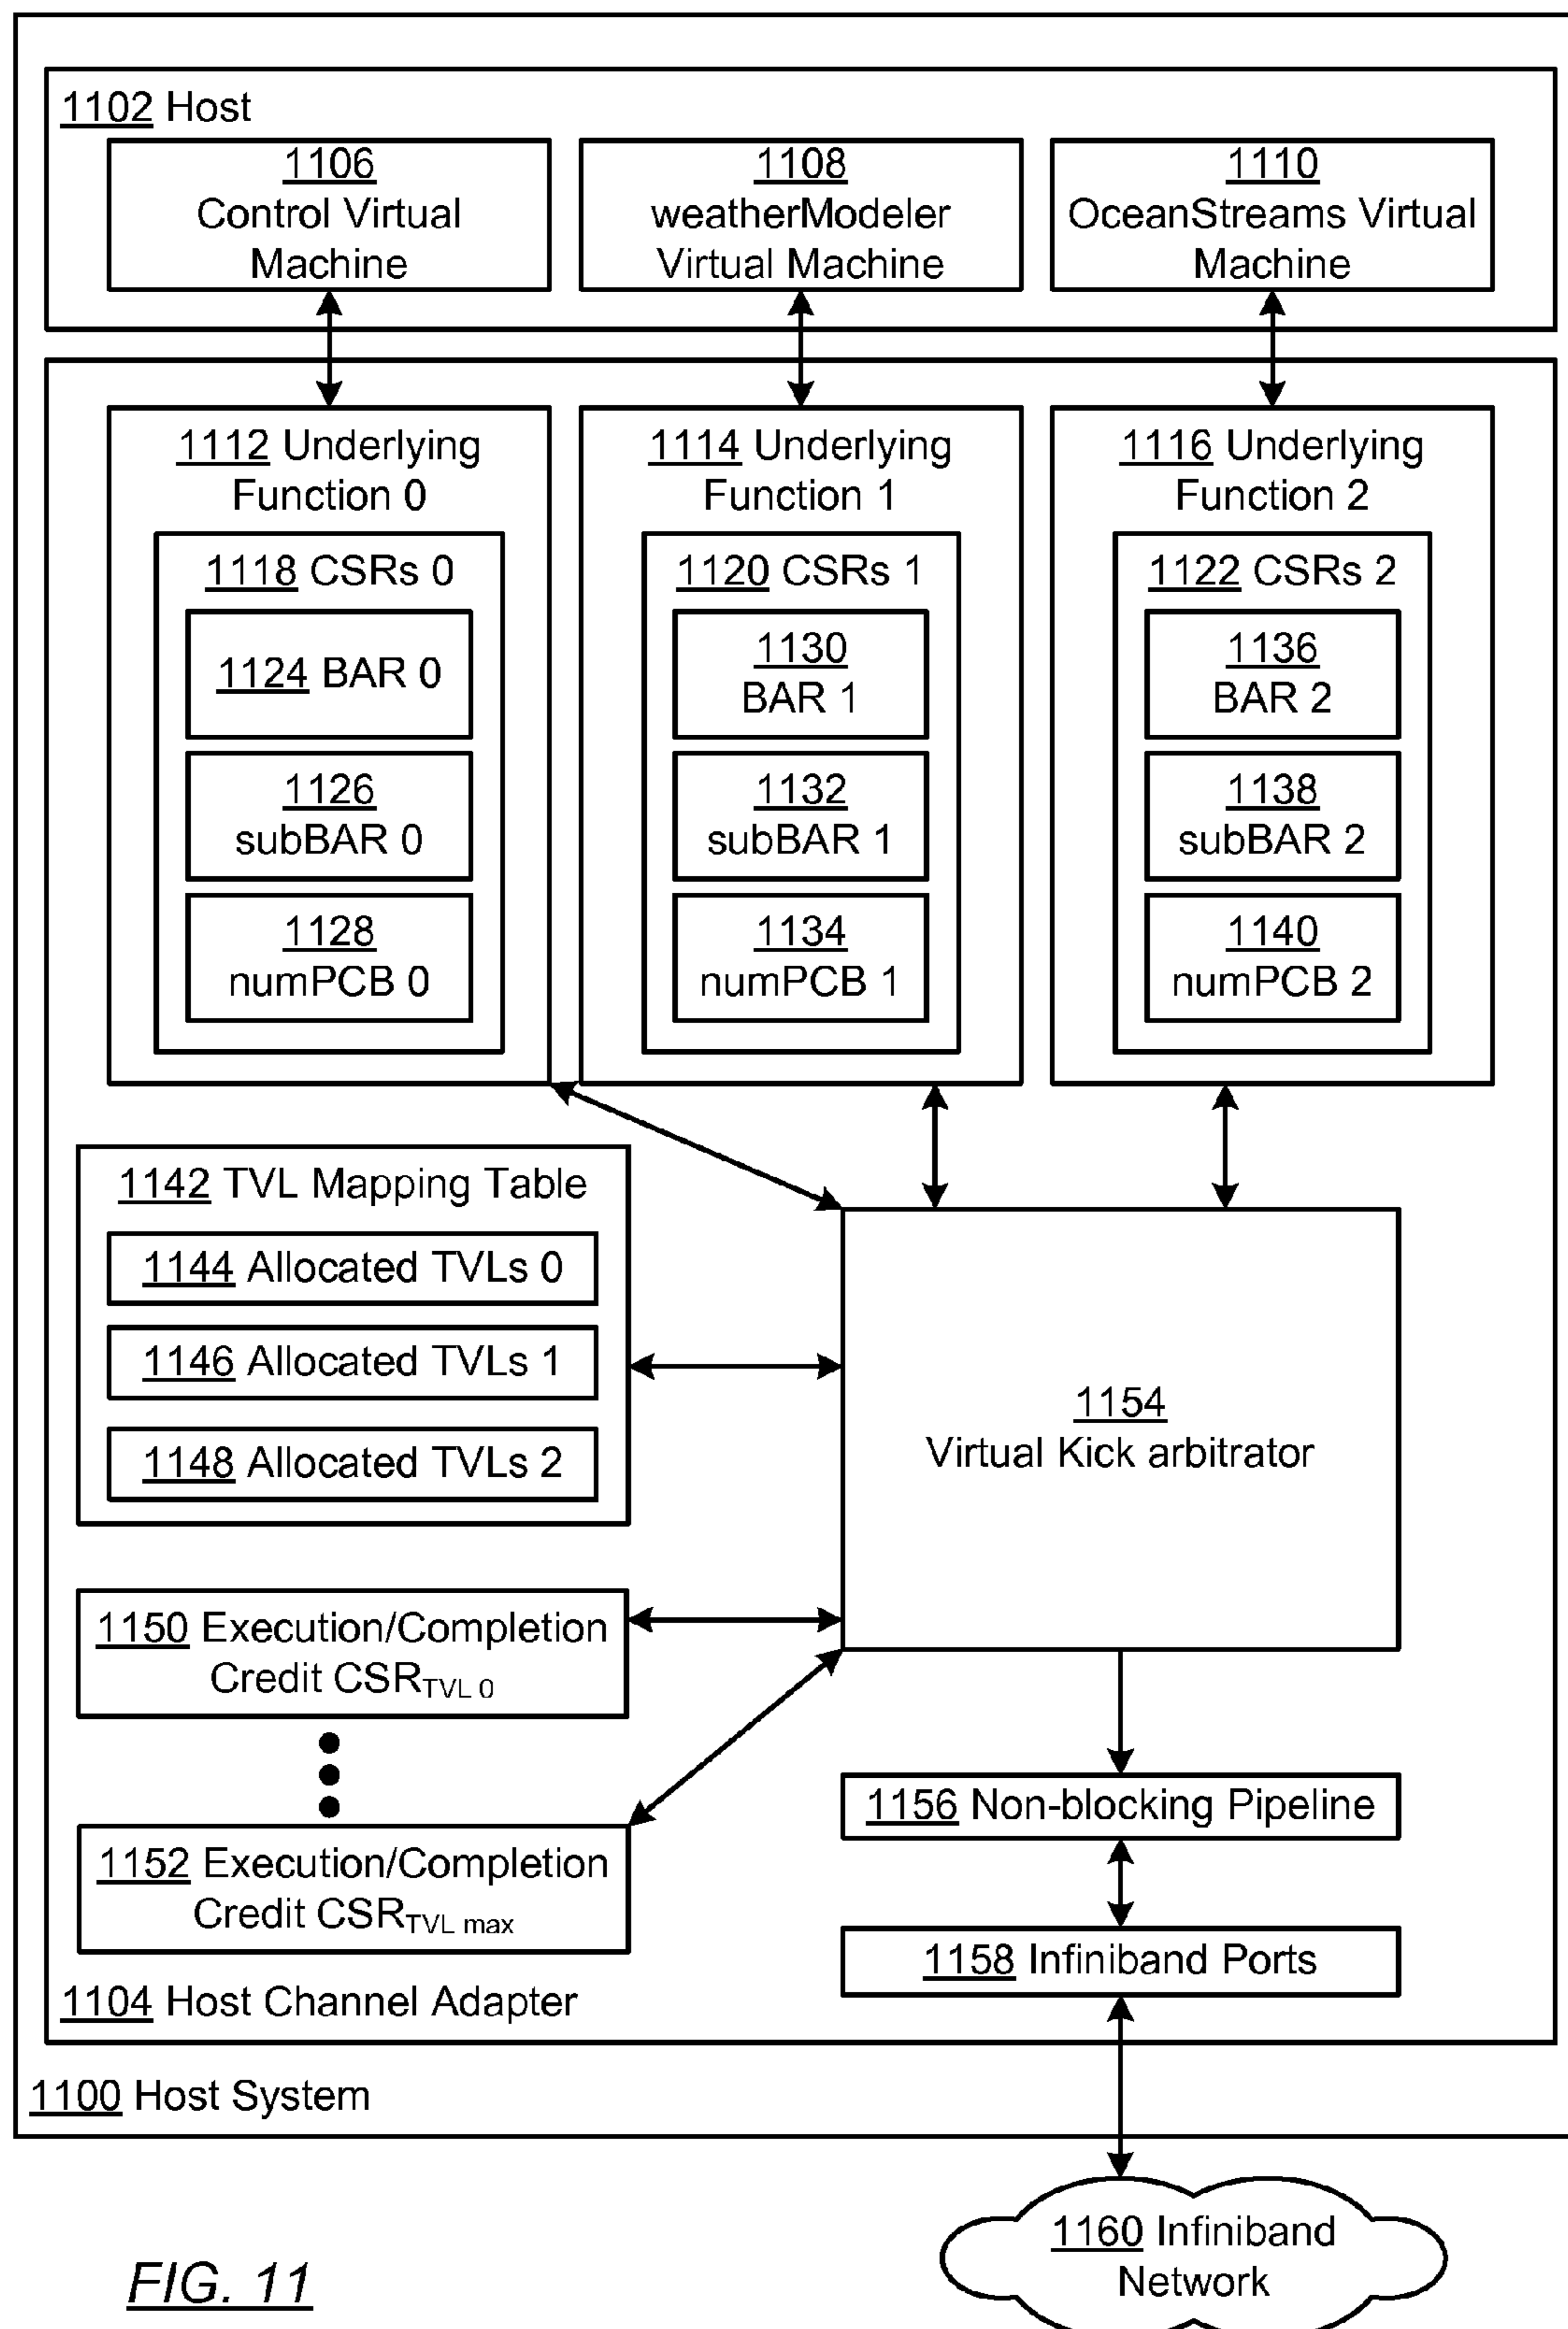 1102 Host
1106
Control Virtual
Machine
1108
weatherModeler
Virtual Machine
1110
OceanStreams Virtual
Machine
1112 Underlying
Function 0
1118 CSRs 0
1124 BAR 0
1126
subBAR 0
1128
numPCB 0
1114 Underlying
Function 1
1120 CSRs 1
1130
BAR 1
1132
subBAR 1
1134
numPCB 1
1116 Underlying
Function 2
1122 CSRs 2
1136
BAR 2
1138
subBAR 2
1140
numPCB 2
1142 TVL Mapping Table
1144 Allocated TVLs 0
1146 Allocated TVLs 1
1148 Allocated TVLs 2
1154
Virtual Kick arbitrator
1150 Execution/Completion
Credit CSRTVL 0
1152 Execution/Completion
Credit CSRTVL max
1156 Non-blocking Pipeline
1158 Infiniband Ports
1104 Host Channel Adapter
1100 Host System
1160 Infiniband
Network
FIG. 11